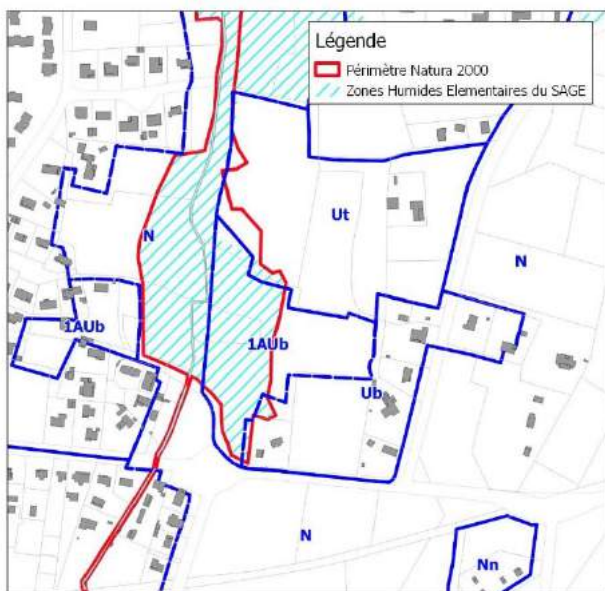 Légende
Périmètre Natura 2000
Zones Humides Elementaires du SAGE
Ut
N
N
1AUb
1AUb
Ub
N
Nn